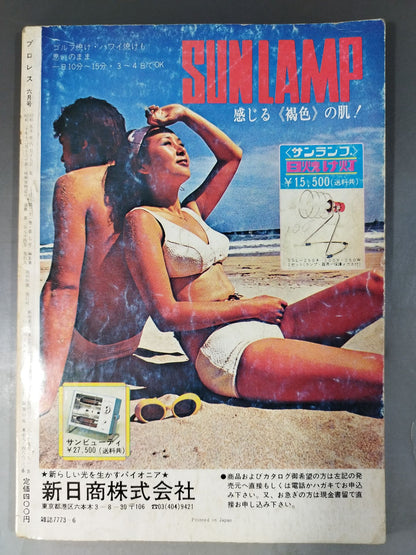 プロレス 六月号
ゴルフ焼け・ハワイ焼けも
思いのまま
一日10分〜15分・3〜4日でOK
SUN LAMP
感じる《褐色》の肌！
〈サンランプ〉
日焼け灯
¥15,500(送料共)
サンビューティ
¥27,500(送料共)
★新らしい光を生かすパイオニア★
新日商株式会社
東京都港区六本木3-8-39〒106 ☎03(404)9421
●商品およびカタログ御希望の方は左記の発
売元へ直接もしくは電話かハガキでお申込
み下さい。又、お急ぎの方は現金書留で直
接お申し込み下さい。
定価四〇〇円
雑誌7773-6
Printed in Japan